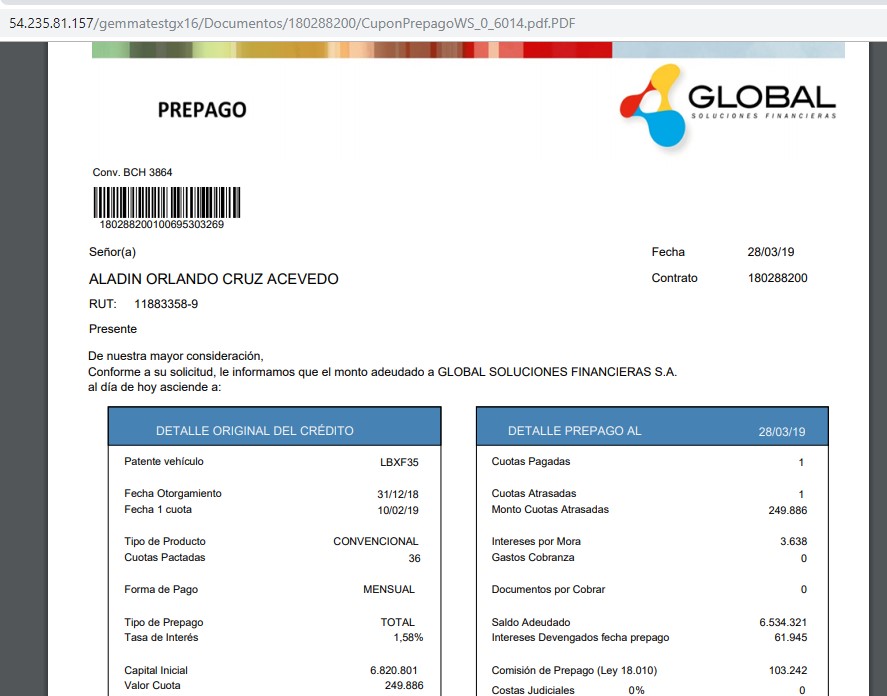 54.235.81.157/gemmatestgx16/Documentos/180288200/CuponPrepagoWS_0_6014.pdf.PDF
PREPAGO
GLOBAL
SOLUCIONES FINANCIERAS
Conv. BCH 3864
180288200100695303269
Señor(a)
Fecha 28/03/19
ALADIN ORLANDO CRUZ ACEVEDO
Contrato 180288200
RUT: 11883358-9
Presente
De nuestra mayor consideración,
Conforme a su solicitud, le informamos que el monto adeudado a GLOBAL SOLUCIONES FINANCIERAS S.A.
al día de hoy asciende a:
DETALLE ORIGINAL DEL CRÉDITO
Patente vehículo LBXF35
Fecha Otorgamiento 31/12/18
Fecha 1 cuota 10/02/19
Tipo de Producto CONVENCIONAL
Cuotas Pactadas 36
Forma de Pago MENSUAL
Tipo de Prepago TOTAL
Tasa de Interés 1,58%
Capital Inicial 6.820.801
Valor Cuota 249.886
DETALLE PREPAGO AL 28/03/19
Cuotas Pagadas 1
Cuotas Atrasadas 1
Monto Cuotas Atrasadas 249.886
Intereses por Mora 3.638
Gastos Cobranza 0
Documentos por Cobrar 0
Saldo Adeudado 6.534.321
Intereses Devengados fecha prepago 61.945
Comisión de Prepago (Ley 18.010) 103.242
Costas Judiciales 0% 0